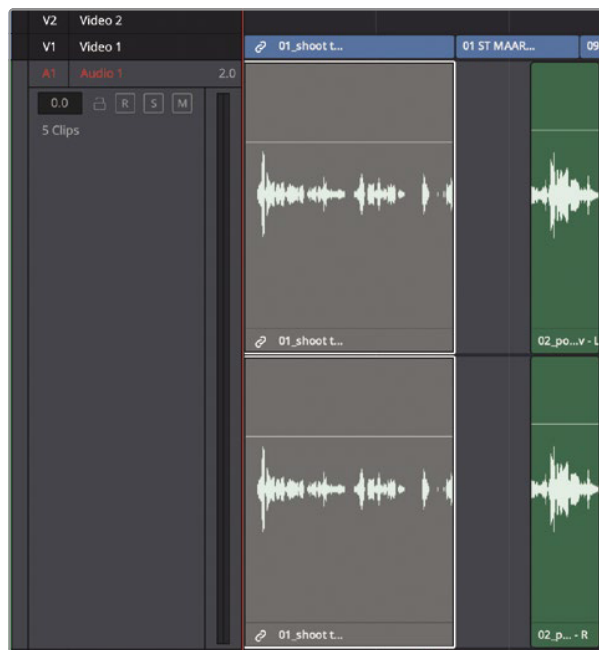 V2 Video 2
V1 Video 1 01_shoot t... 01 ST MAAR... 09
A1 Audio 1 2.0
0.0 R S M
5 Clips
01_shoot t... 02_po...v - L
01_shoot t... 02_p... - R